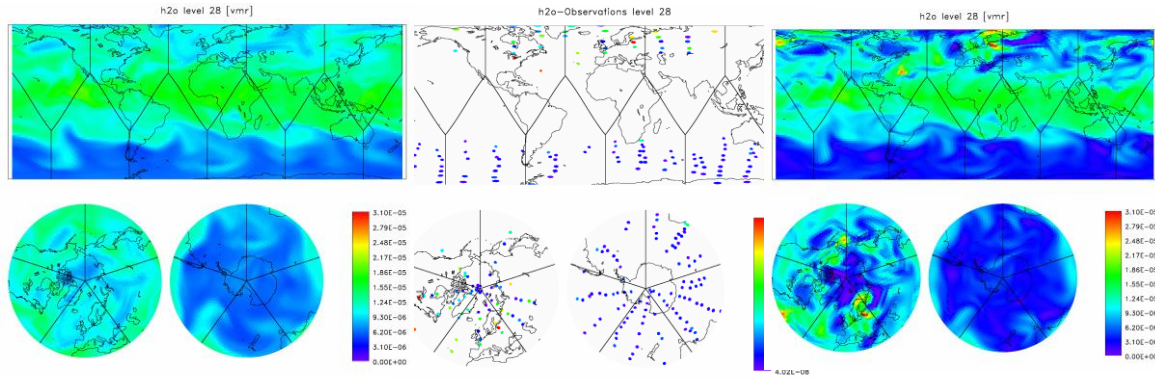 h2o level 28 [vmr]
h2o-Observations level 28
h2o level 28 [vmr]
3.10E-05
2.79E-05
2.48E-05
2.17E-05
1.86E-05
1.55E-05
1.24E-05
9.30E-06
6.20E-06
3.10E-06
0.00E+00
4.02E-08
3.10E-05
2.79E-05
2.48E-05
2.17E-05
1.86E-05
1.55E-05
1.24E-05
9.30E-06
6.20E-06
3.10E-06
0.00E+00